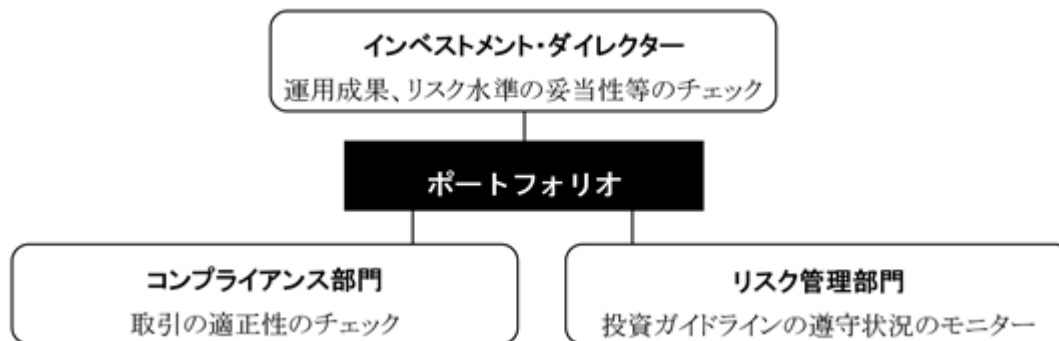 インベストメント・ダイレクター
運用成果、リスク水準の妥当性等のチェック
ポートフォリオ
コンプライアンス部門
取引の適正性のチェック
リスク管理部門
投資ガイドラインの遵守状況のモニター